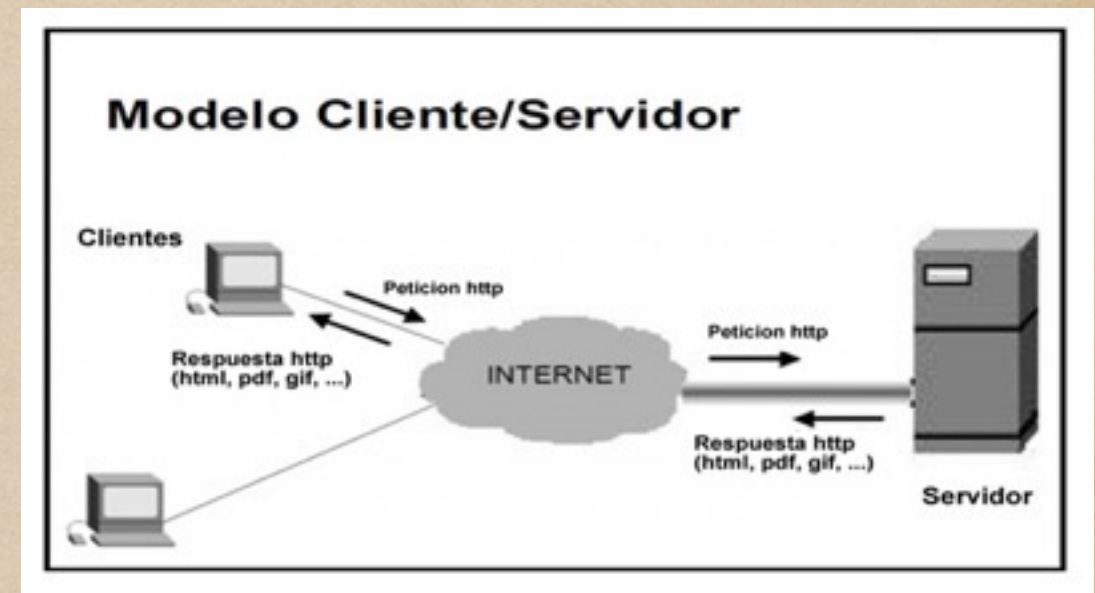 Modelo Cliente/Servidor
Clientes
Peticion http
Respuesta http
(html, pdf, gif, ...)
INTERNET
Peticion http
Respuesta http
(html, pdf, gif, ...)
Servidor